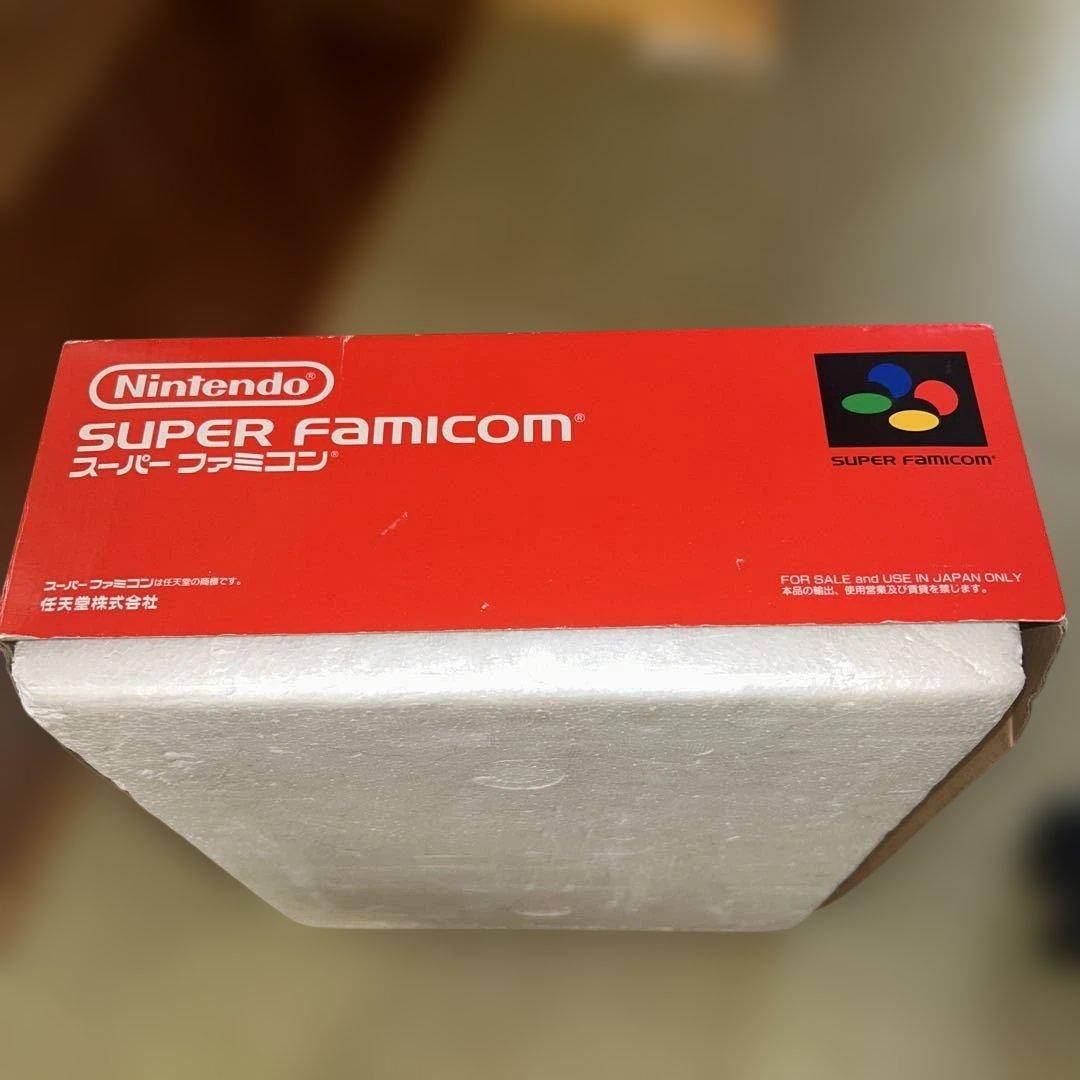 Nintendo®
SUPER FAMICOM®
スーパーファミコン®
SUPER FAMICOM®
スーパーファミコンは任天堂の商標です。
任天堂株式会社
FOR SALE and USE IN JAPAN ONLY
本品の輸出、使用営業及び賃貸を禁じます。